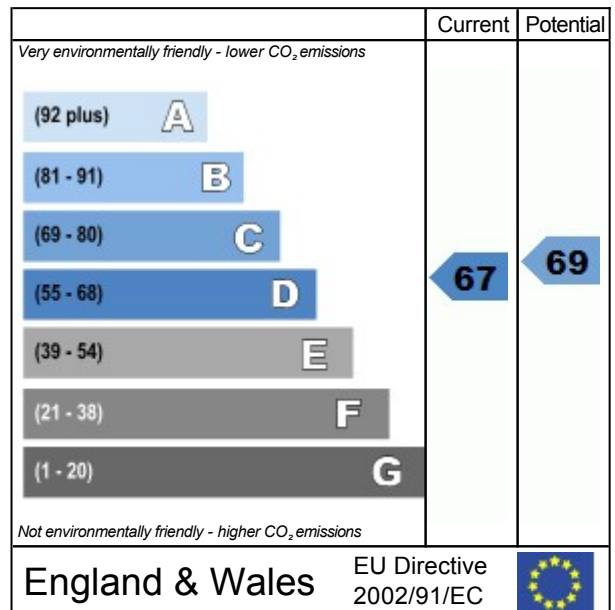 Current Potential
Very environmentally friendly - lower CO₂ emissions
(92 plus) A
(81 - 91) B
(69 - 80) C
(55 - 68) D
67 69
(39 - 54) E
(21 - 38) F
(1 - 20) G
Not environmentally friendly - higher CO₂ emissions
England & Wales
EU Directive
2002/91/EC